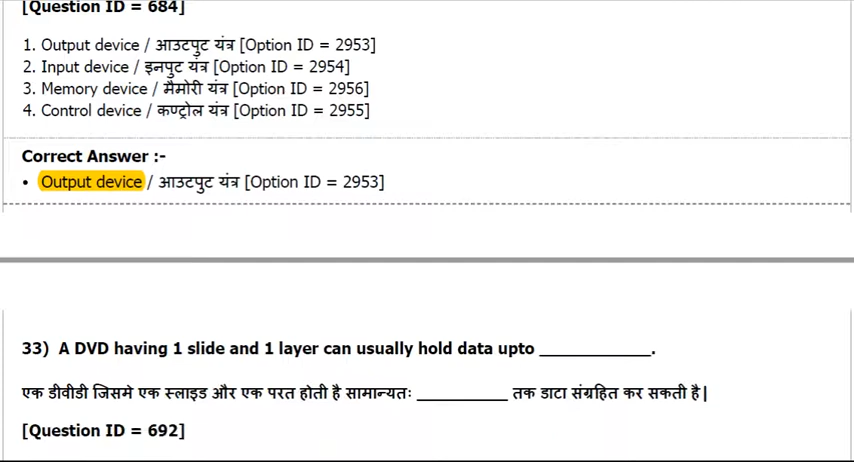 [Question ID = 684]
1. Output device / आउटपुट यंत्र [Option ID = 2953]
2. Input device / इनपुट यंत्र [Option ID = 2954]
3. Memory device / मैमोरी यंत्र [Option ID = 2956]
4. Control device / कण्ट्रोल यंत्र [Option ID = 2955]
Correct Answer :-
• Output device / आउटपुट यंत्र [Option ID = 2953]
33) A DVD having 1 slide and 1 layer can usually hold data upto ____________.
एक डीवीडी जिसमे एक स्लाइड और एक परत होती है सामान्यतः __________ तक डाटा संग्रहित कर सकती है|
[Question ID = 692]